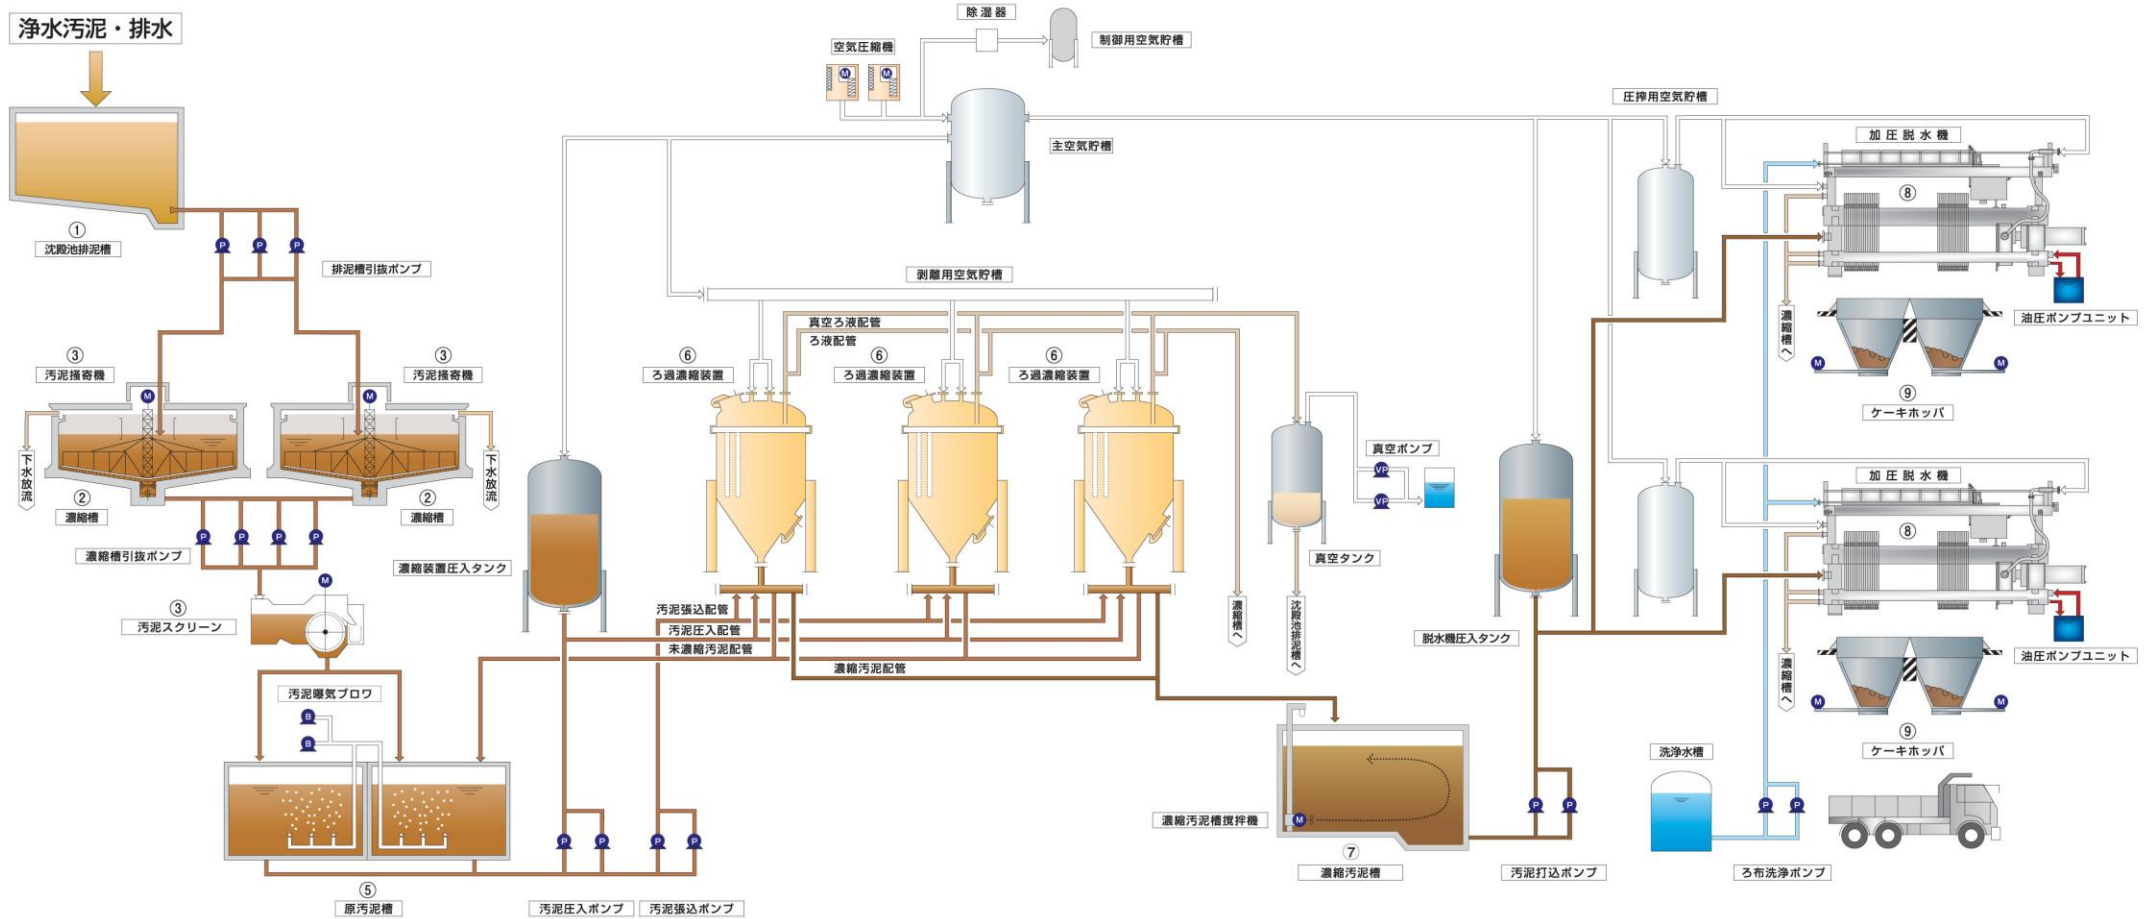 浄水汚泥・排水
①
沈殿池排泥槽
P
P
P
排泥槽引抜ポンプ
③
汚泥掻寄機
③
汚泥掻寄機
M
M
下水放流
下水放流
②
濃縮槽
②
濃縮槽
P
P
P
P
濃縮槽引抜ポンプ
M
③
汚泥スクリーン
汚泥曝気ブロワ
B
B
⑤
原汚泥槽
除湿器
制御用空気貯槽
空気圧縮機
M
M
主空気貯槽
剥離用空気貯槽
真空ろ液配管
ろ液配管
⑥
ろ過濃縮装置
⑥
ろ過濃縮装置
⑥
ろ過濃縮装置
濃縮装置圧入タンク
汚泥張込配管
汚泥圧入配管
未濃縮汚泥配管
濃縮汚泥配管
P
P
P
P
汚泥圧入ポンプ
汚泥張込ポンプ
真空ポンプ
VP
VP
真空タンク
濃縮槽へ
沈殿池排泥槽へ
M
濃縮汚泥槽撹拌機
⑦
濃縮汚泥槽
脱水機圧入タンク
P
P
汚泥打込ポンプ
圧搾用空気貯槽
加圧脱水機
⑧
油圧ポンプユニット
濃縮槽へ
M
M
⑨
ケーキホッパ
加圧脱水機
⑧
油圧ポンプユニット
濃縮槽へ
M
M
⑨
ケーキホッパ
洗浄水槽
P
P
ろ布洗浄ポンプ